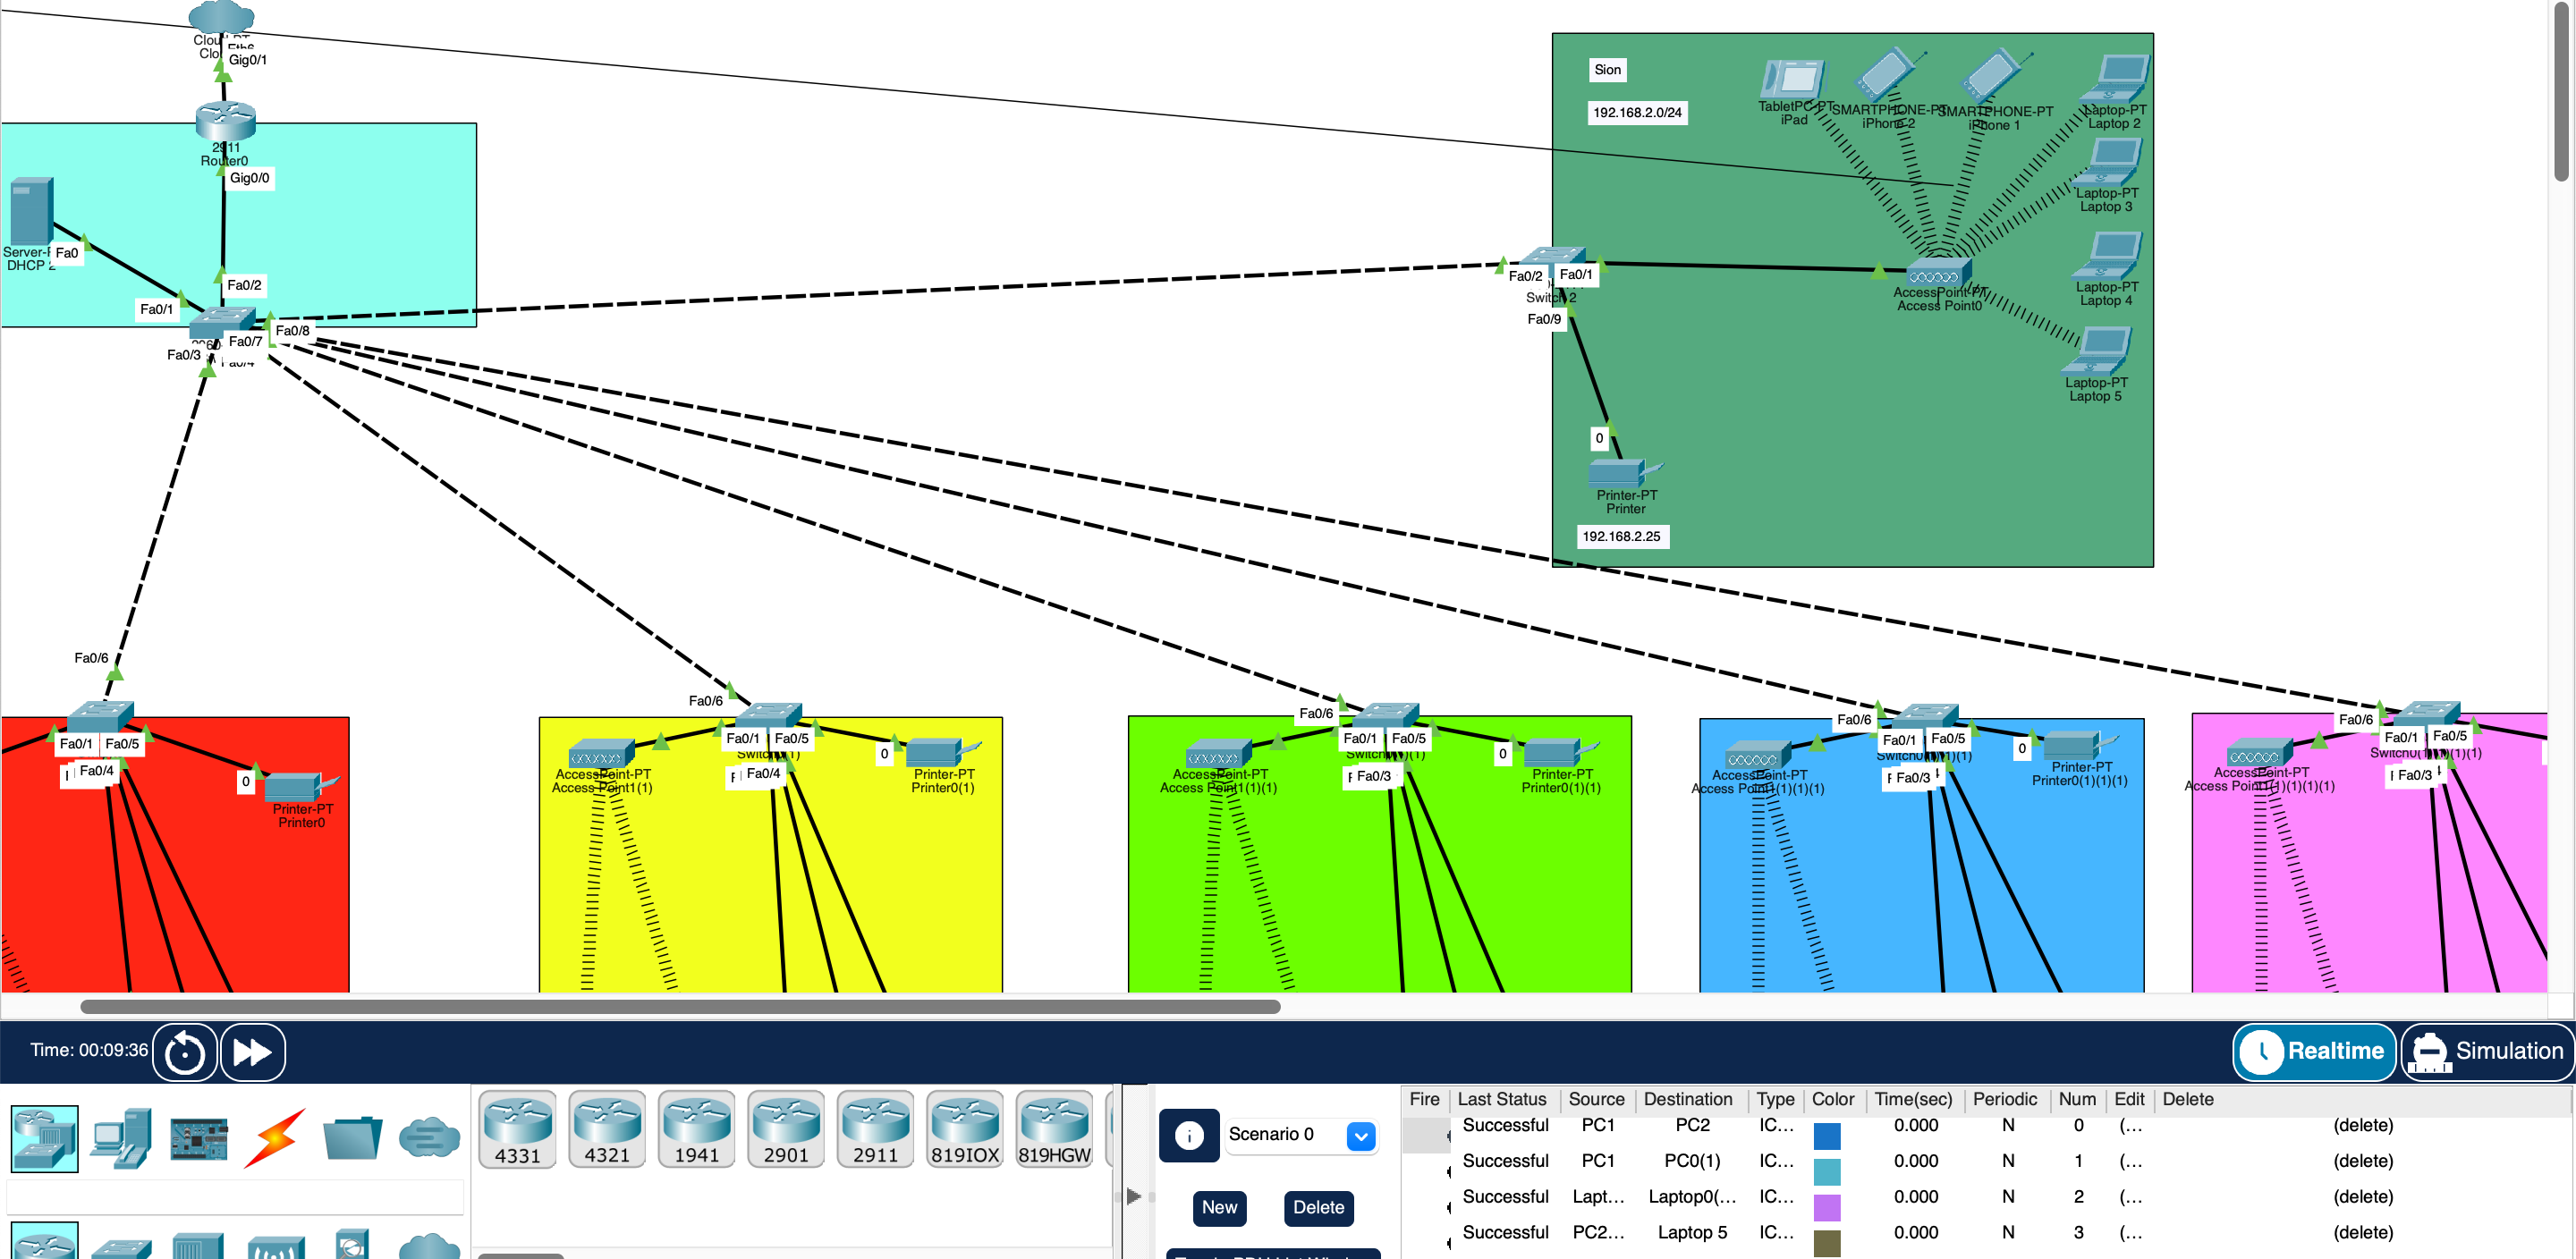 Gig0/1
2911
Router0
Gig0/0
Fa0
DHCP 2
Fa0/1
Fa0/2
Fa0/8
Fa0/7
Fa0/3
Sion
192.168.2.0/24
TabletPC-PT
iPad
SMARTPHONE-PT
iPhone 2
SMARTPHONE-PT
iPhone 1
Laptop-PT
Laptop 2
Laptop-PT
Laptop 3
Laptop-PT
Laptop 4
Laptop-PT
Laptop 5
Fa0/2
Fa0/1
Switch 2
Fa0/9
AccessPoint-PT
Access Point0
0
Printer-PT
Printer
192.168.2.25
Fa0/6
Fa0/1
Fa0/5
Fa0/4
0
Printer-PT
Printer0
Fa0/6
Fa0/1
Fa0/5
Fa0/4
AccessPoint-PT
Access Point1(1)
0
Printer-PT
Printer0(1)
Fa0/6
Fa0/1
Fa0/5
Fa0/3
AccessPoint-PT
Access Point1(1)(1)
0
Printer-PT
Printer0(1)(1)
Fa0/6
Fa0/1
Fa0/5
Fa0/3
AccessPoint-PT
Access Point1(1)(1)(1)
0
Printer-PT
Printer0(1)(1)(1)
Fa0/6
Fa0/1
Fa0/5
Fa0/3
AccessPoint-PT
Access Point1(1)(1)(1)(1)
Time: 00:09:36
Realtime
Simulation
4331
4321
1941
2901
2911
819IOX
819HGW
Scenario 0
New
Delete
Fire Last Status Source Destination Type Color Time(sec) Periodic Num Edit Delete
Successful PC1 PC2 IC... 0.000 N 0 (... (delete)
Successful PC1 PC0(1) IC... 0.000 N 1 (... (delete)
Successful Lapt... Laptop0(... IC... 0.000 N 2 (... (delete)
Successful PC2... Laptop 5 IC... 0.000 N 3 (... (delete)